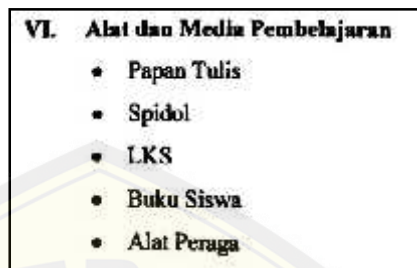 VI. Alat dan Media Pembelajaran
• Papan Tulis
• Spidol
• LKS
• Buku Siswa
• Alat Peraga